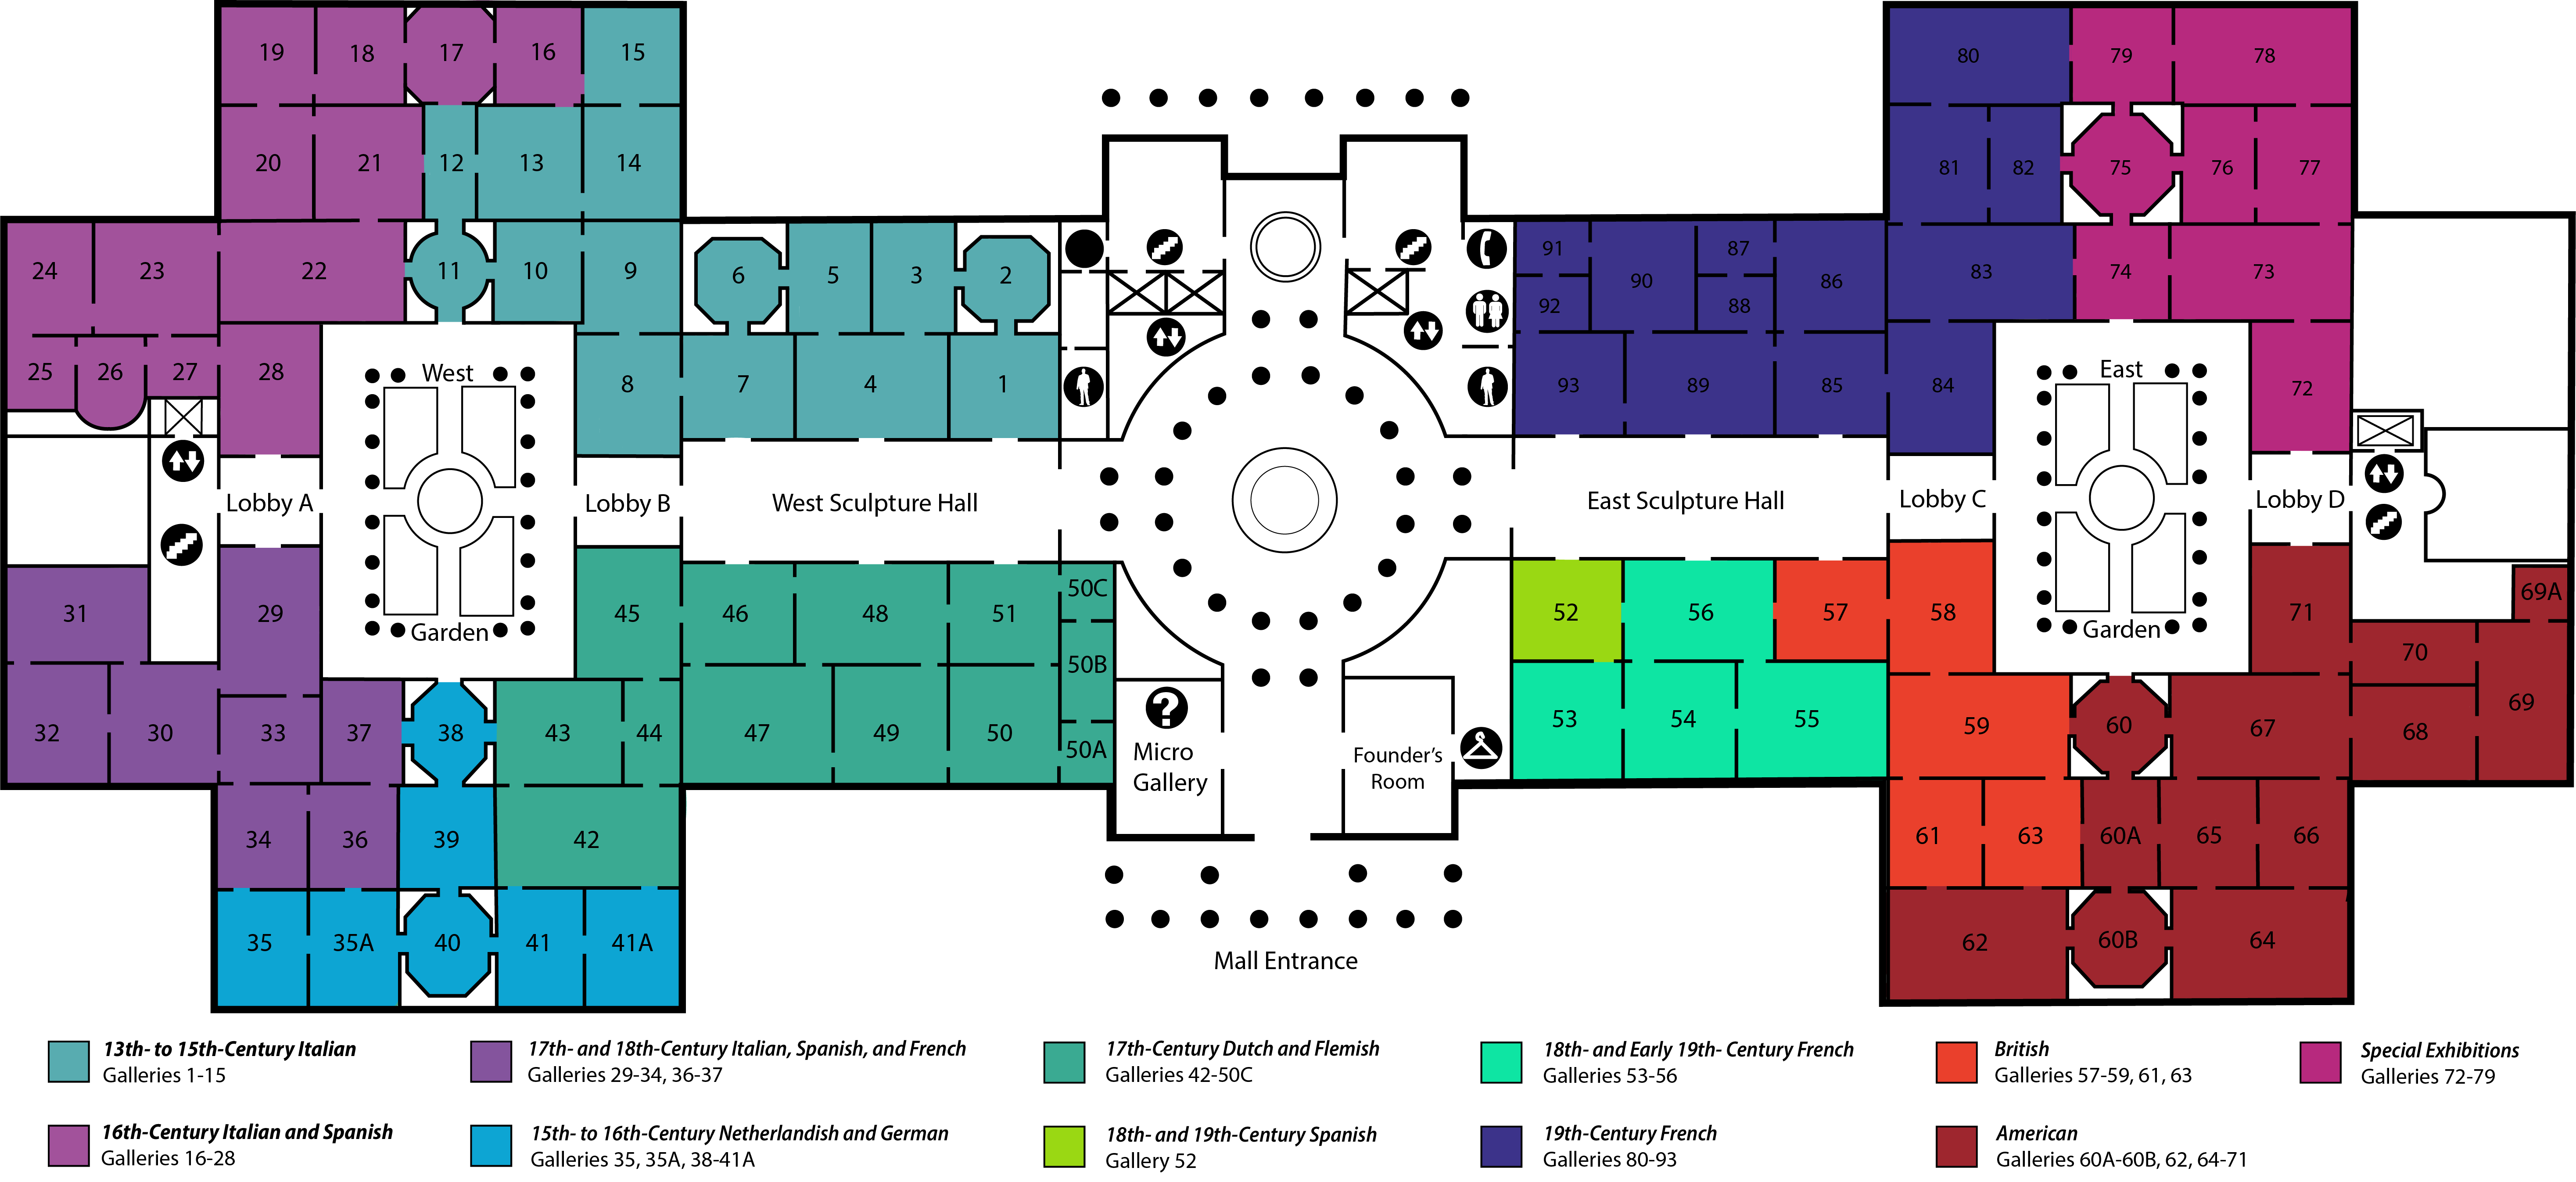 19 18 17 16 15 80 79 78
20 21 12 13 14 81 82 75 76 77
24 23 22 11 10 9 6 5 3 2 91 90 87 86 83 74 73
92 88
25 26 27 28 West 8 7 4 1 93 89 85 84 East 72
Lobby A Lobby B West Sculpture Hall East Sculpture Hall Lobby C Lobby D
50C 69A
31 29 45 46 48 51 52 56 57 58 71
Garden Garden
50B 70
32 30 33 37 38 43 44 47 49 50 53 54 55 59 60 67 69
50A 68
?
Micro
Gallery
Founder's
Room
34 36 39 42 61 63 60A 65 66
35 35A 40 41 41A 62 60B 64
Mall Entrance
13th- to 15th-Century Italian
Galleries 1-15
17th- and 18th-Century Italian, Spanish, and French
Galleries 29-34, 36-37
17th-Century Dutch and Flemish
Galleries 42-50C
18th- and Early 19th- Century French
Galleries 53-56
British
Galleries 57-59, 61, 63
Special Exhibitions
Galleries 72-79
16th-Century Italian and Spanish
Galleries 16-28
15th- to 16th-Century Netherlandish and German
Galleries 35, 35A, 38-41A
18th- and 19th-Century Spanish
Gallery 52
19th-Century French
Galleries 80-93
American
Galleries 60A-60B, 62, 64-71